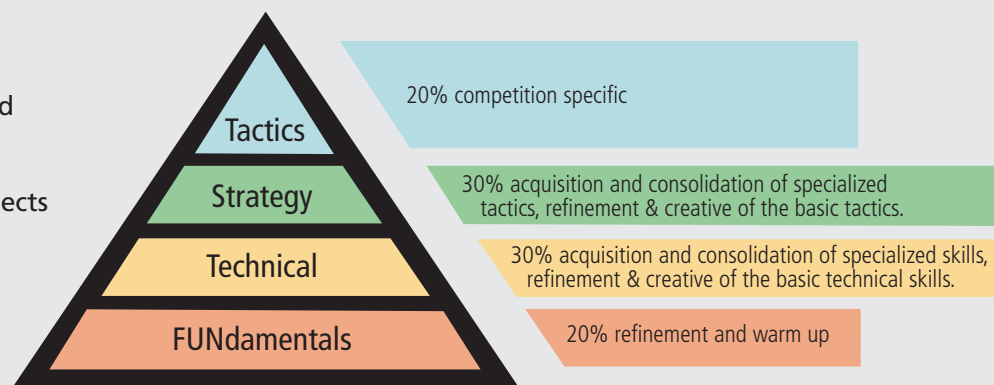 Tactics
20% competition specific
Strategy
30% acquisition and consolidation of specialized
tactics, refinement & creative of the basic tactics.
Technical
30% acquisition and consolidation of specialized skills,
refinement & creative of the basic technical skills.
FUNdamentals
20% refinement and warm up